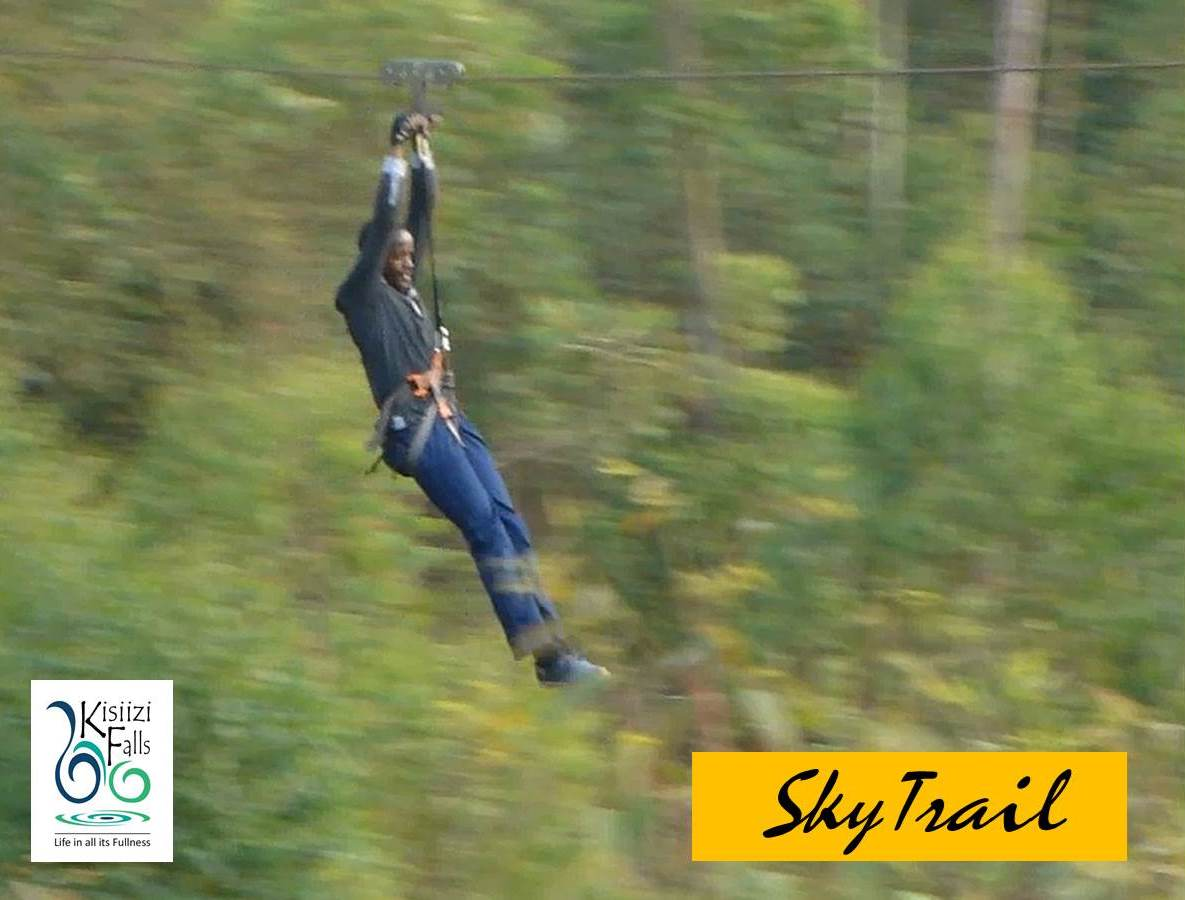 Kisiizi
Falls
Life in all its Fullness
SkyTrail